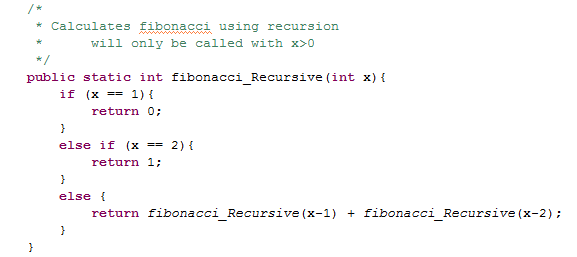 /*
 * Calculates fibonacci using recursion
 *      will only be called with x>0
 */
public static int fibonacci_Recursive(int x){
    if (x == 1){
        return 0;
    }
    else if (x == 2){
        return 1;
    }
    else {
        return fibonacci_Recursive(x-1) + fibonacci_Recursive(x-2);
    }
}